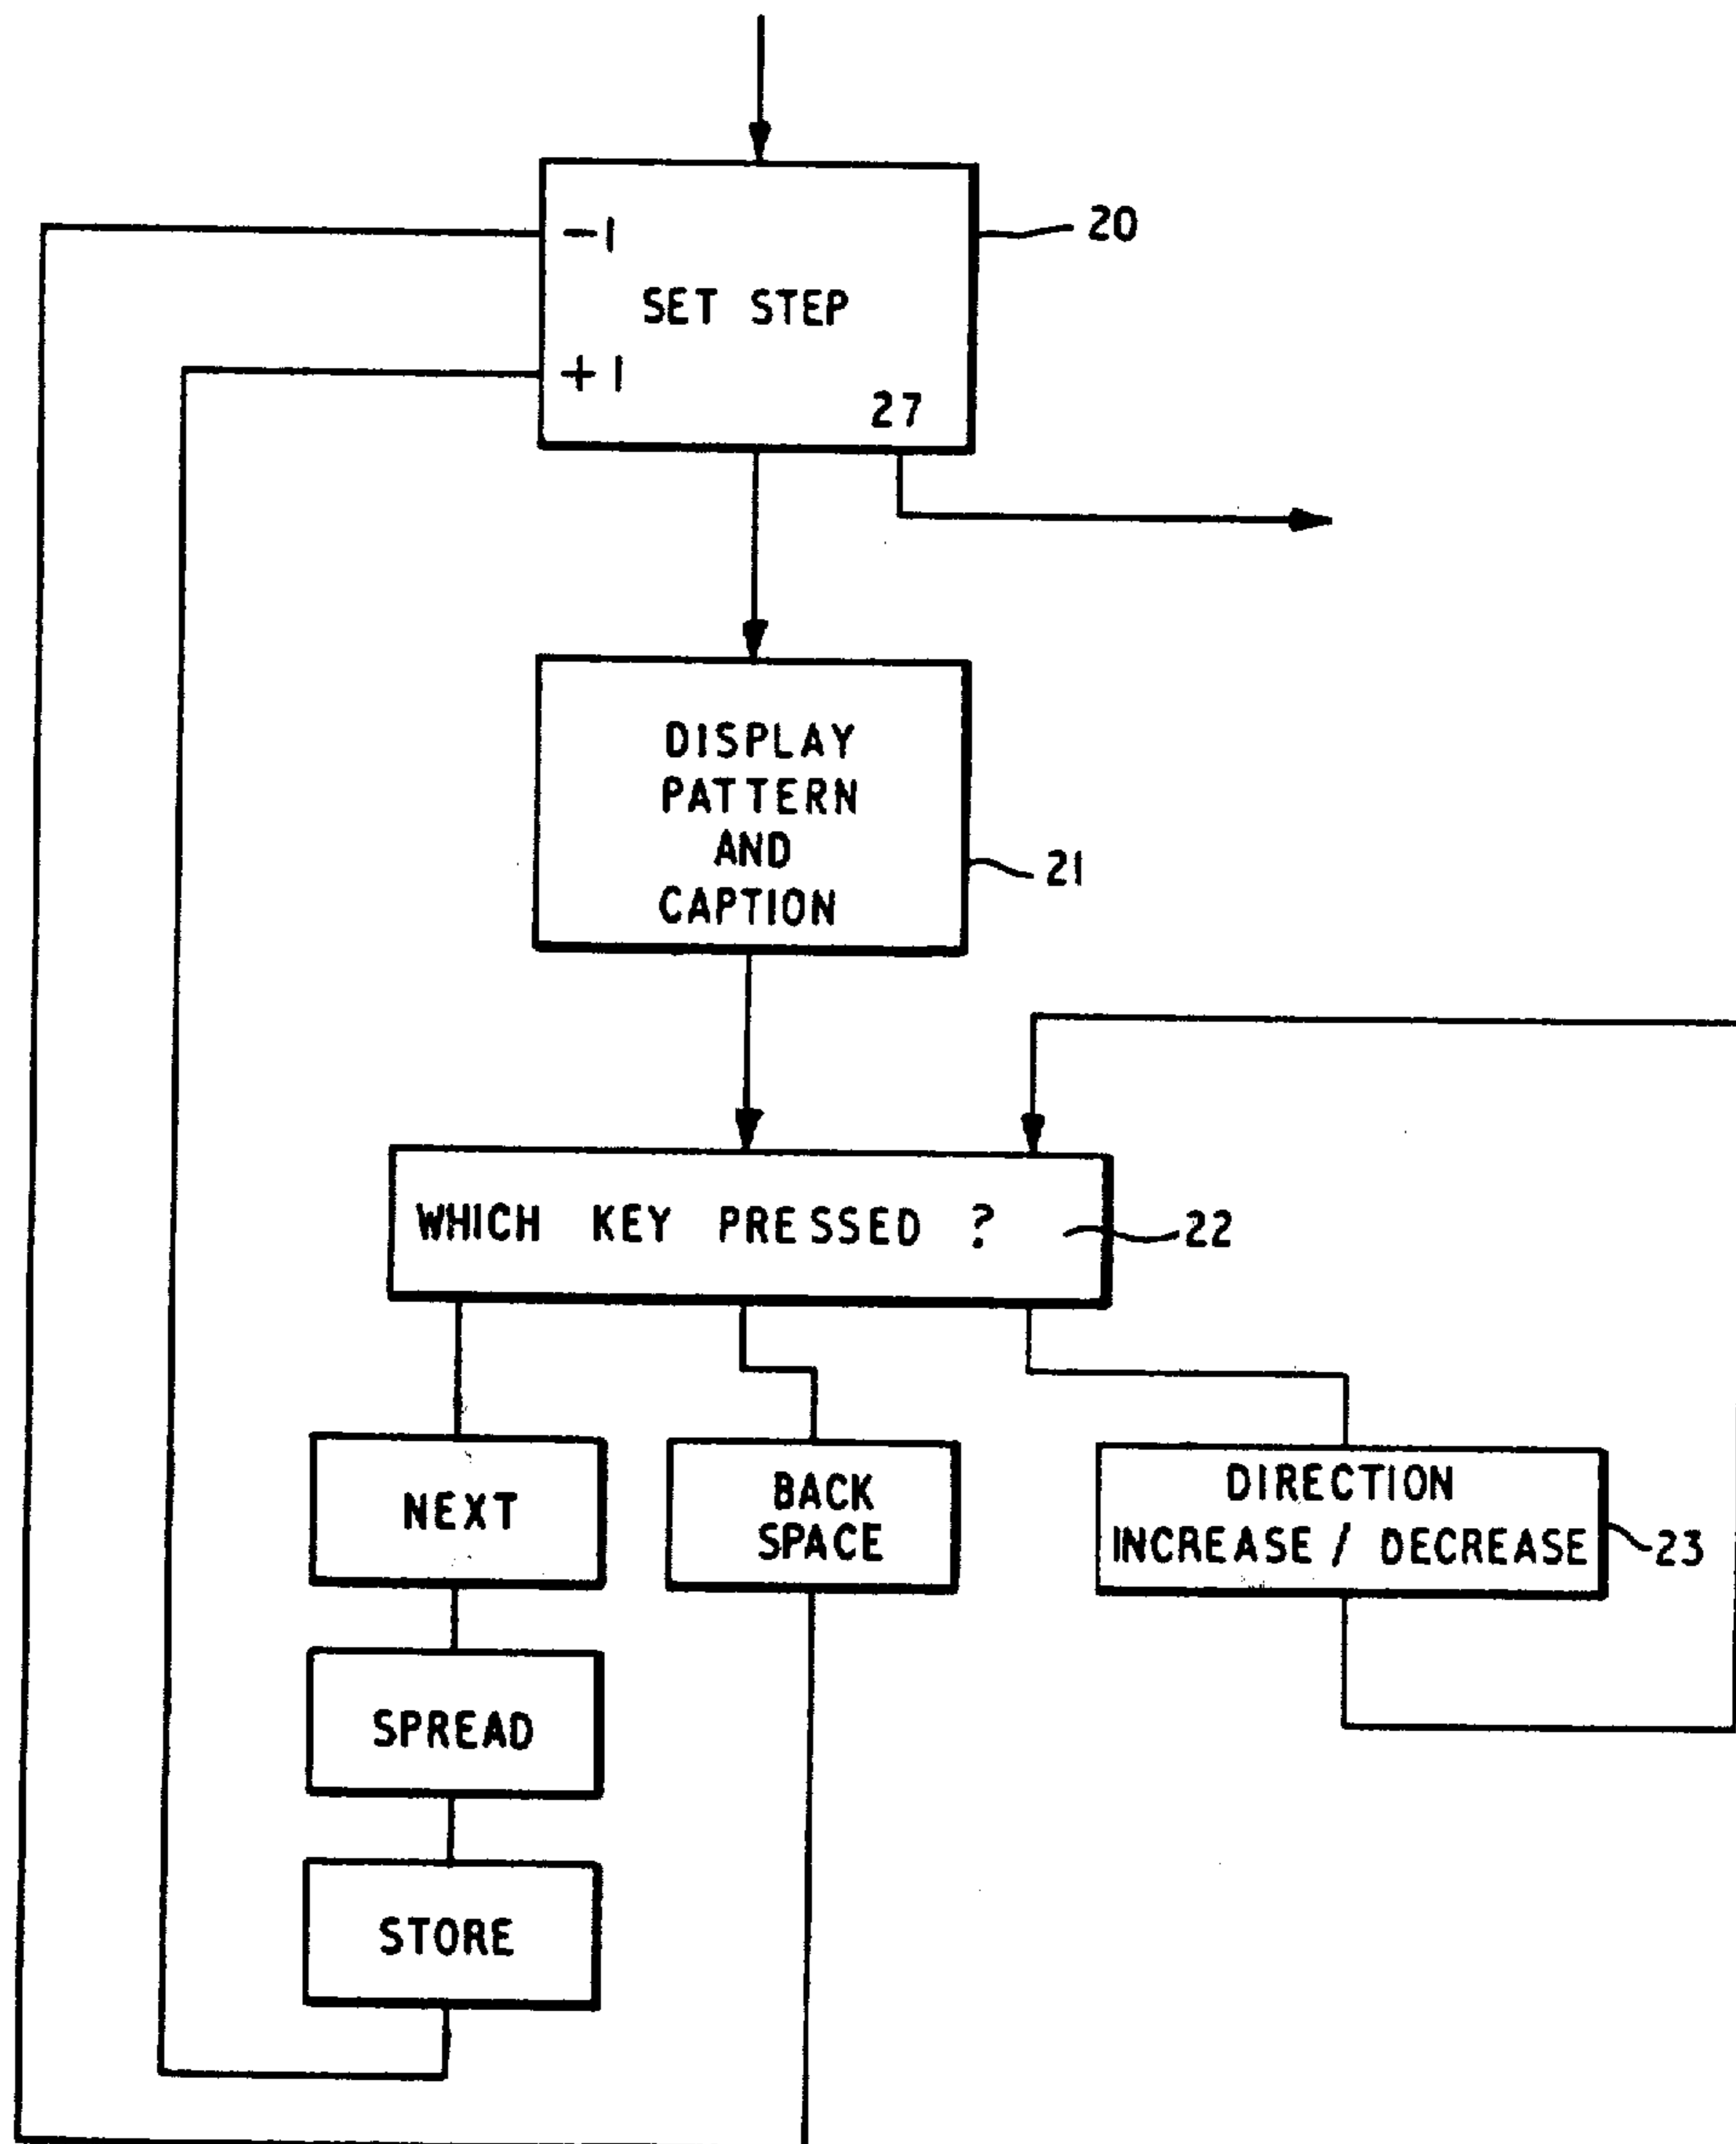 -1
20
SET STEP
+1
27
DISPLAY
PATTERN
AND
CAPTION
21
WHICH KEY PRESSED ?
22
NEXT
BACK
SPACE
DIRECTION
INCREASE / DECREASE
23
SPREAD
STORE